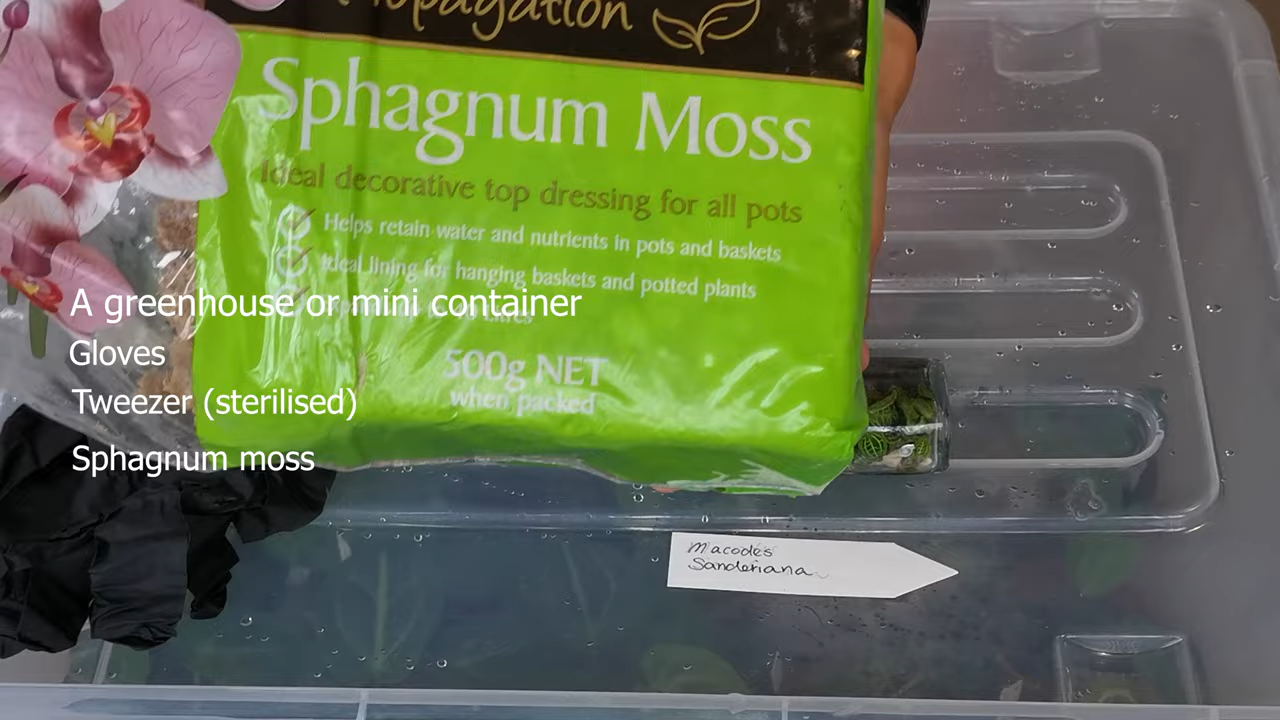 Propagation
Sphagnum Moss
Ideal decorative top dressing for all pots
Helps retain water and nutrients in pots and baskets
Ideal lining for hanging baskets and potted plants
A greenhouse or mini container
Gloves
500g NET
when packed
Tweezer (sterilised)
Sphagnum moss
Macodes
Sanderiana